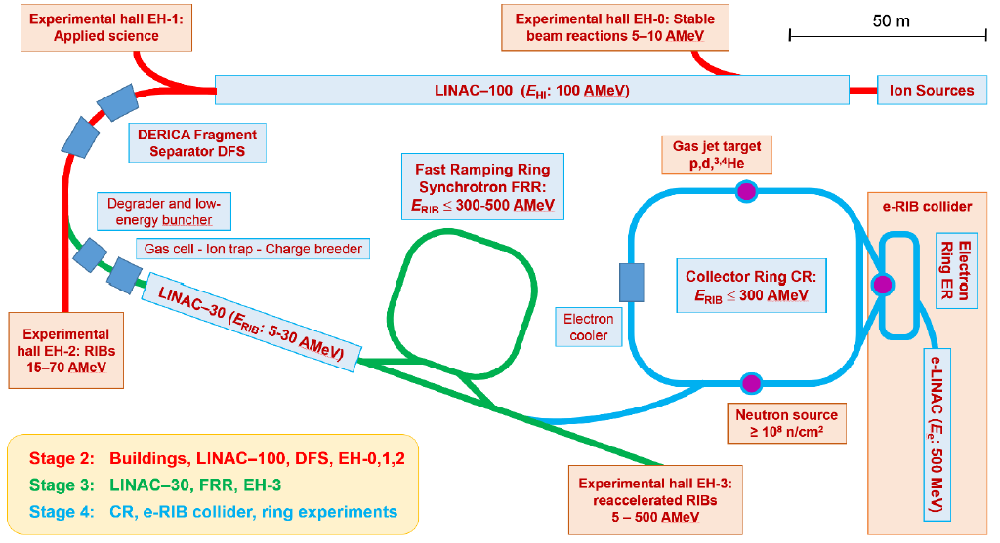 Experimental hall EH-1:
Applied science
Experimental hall EH-0: Stable
beam reactions 5–10 AMeV
50 m
LINAC–100 (E_HI: 100 AMeV)
Ion Sources
DERICA Fragment
Separator DFS
Gas jet target
p,d,³,⁴He
Fast Ramping Ring
Synchrotron FRR:
E_RIB ≤ 300-500 AMeV
Degrader and low-
energy buncher
Gas cell - Ion trap - Charge breeder
e-RIB collider
Electron
Ring ER
Collector Ring CR:
E_RIB ≤ 300 AMeV
LINAC–30 (E_RIB: 5-30 AMeV)
Electron
cooler
Experimental
hall EH-2: RIBs
15–70 AMeV
e-LINAC (E_e: 500 MeV)
Neutron source
≥ 10⁸ n/cm²
Stage 2: Buildings, LINAC–100, DFS, EH-0,1,2
Stage 3: LINAC–30, FRR, EH-3
Stage 4: CR, e-RIB collider, ring experiments
Experimental hall EH-3:
reaccelerated RIBs
5 – 500 AMeV